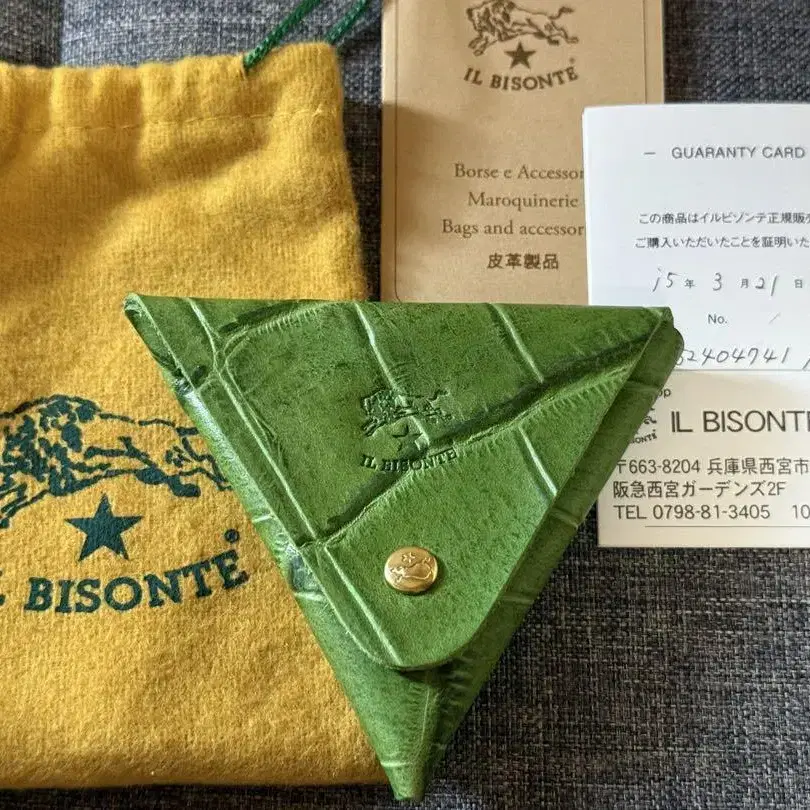 IL BISONTE
Borse e Accessor
Maroquinerie
Bags and accessor
皮革製品
— GUARANTY CARD
この商品はイルビゾンテ正規販
ご購入いただいたことを証明いた
'15年 3月21日
No.
52404741
IL BISONTE
〒663-8204 兵庫県西宮市
阪急西宮ガーデンズ2F
TEL 0798-81-3405 10
IL BISONTE
IL BISONTE